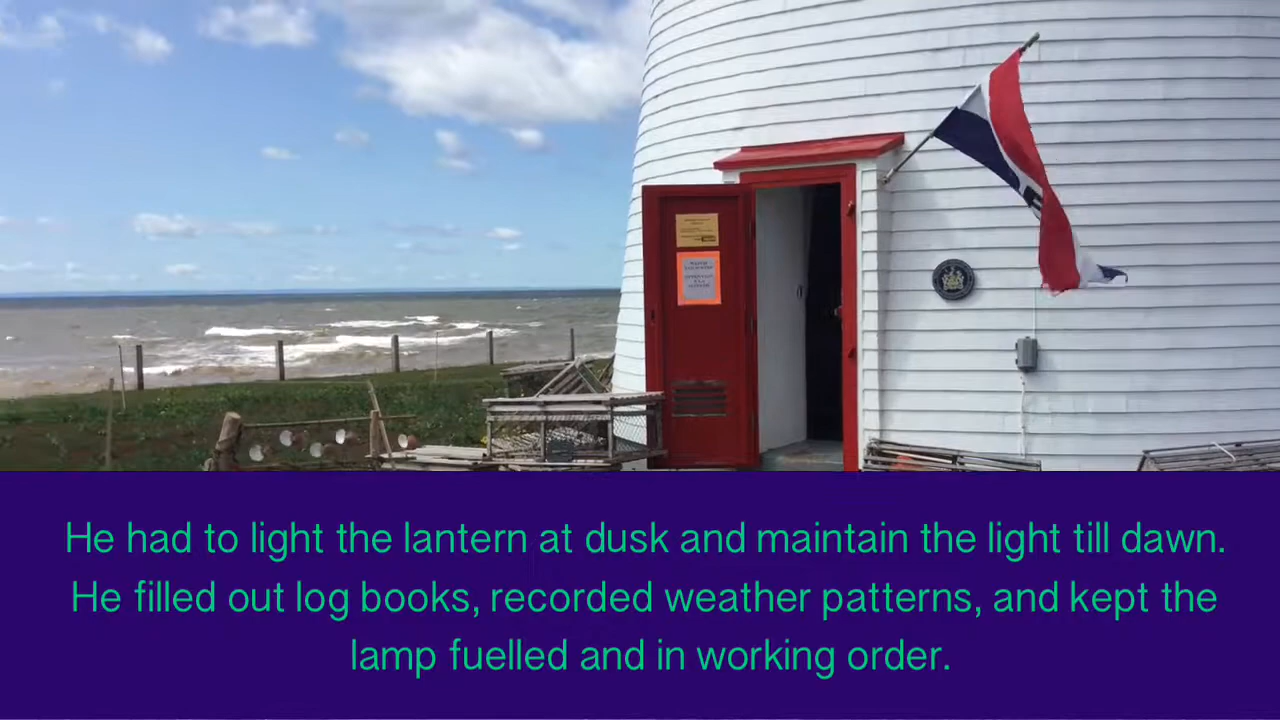 He had to light the lantern at dusk and maintain the light till dawn.
He filled out log books, recorded weather patterns, and kept the
lamp fuelled and in working order.